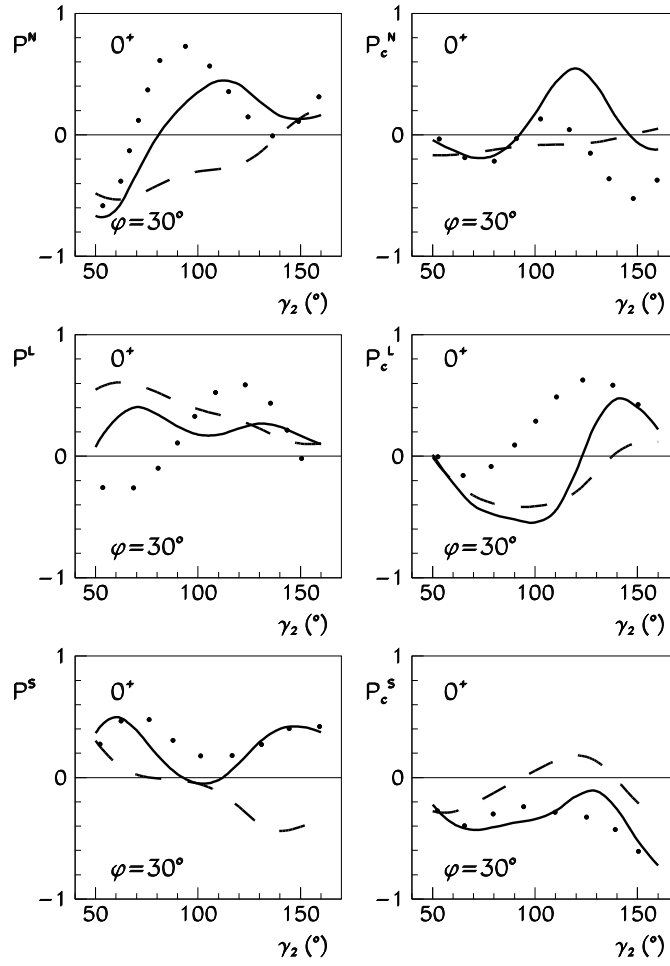 Pᴺ 0⁺ 1 0 −1 φ=30° 50 100 150 γ₂ (°)
P_c^N 0⁺ 1 0 −1 φ=30° 50 100 150 γ₂ (°)
Pᴸ 0⁺ 1 0 −1 φ=30° 50 100 150 γ₂ (°)
P_c^L 0⁺ 1 0 −1 φ=30° 50 100 150 γ₂ (°)
P^S 0⁺ 1 0 −1 φ=30° 50 100 150 γ₂ (°)
P_c^S 0⁺ 1 0 −1 φ=30° 50 100 150 γ₂ (°)